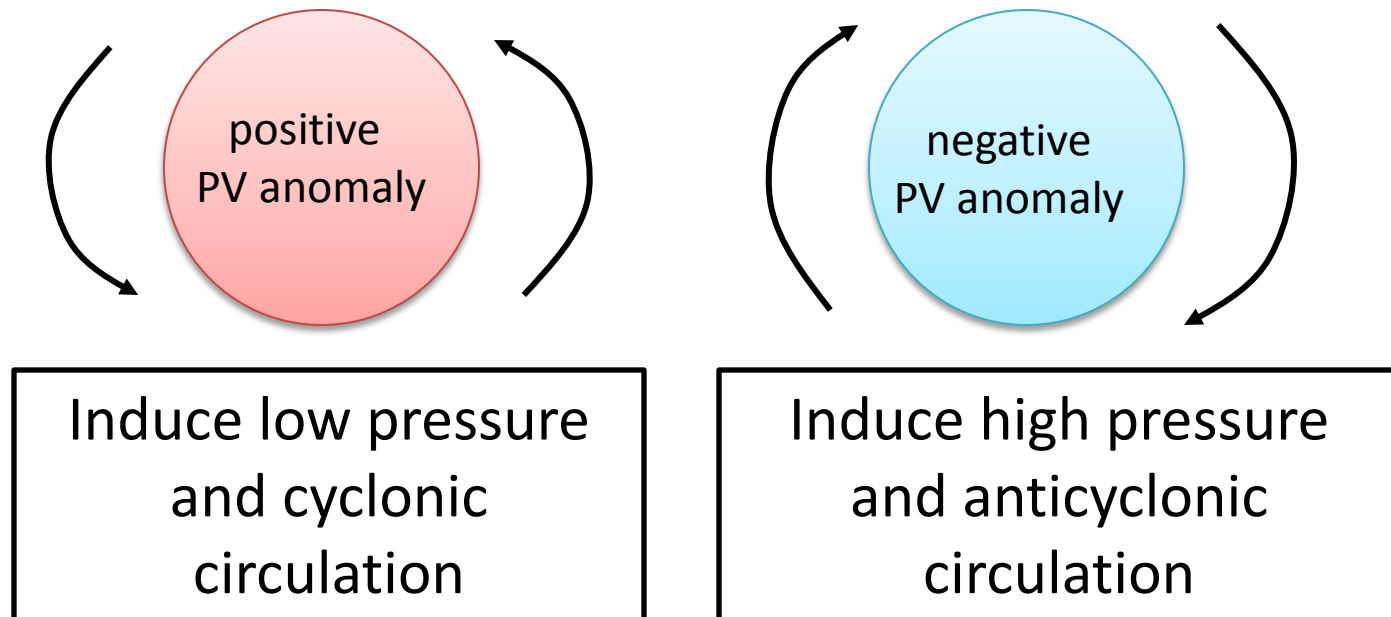 positive
PV anomaly
negative
PV anomaly
Induce low pressure
and cyclonic
circulation
Induce high pressure
and anticyclonic
circulation